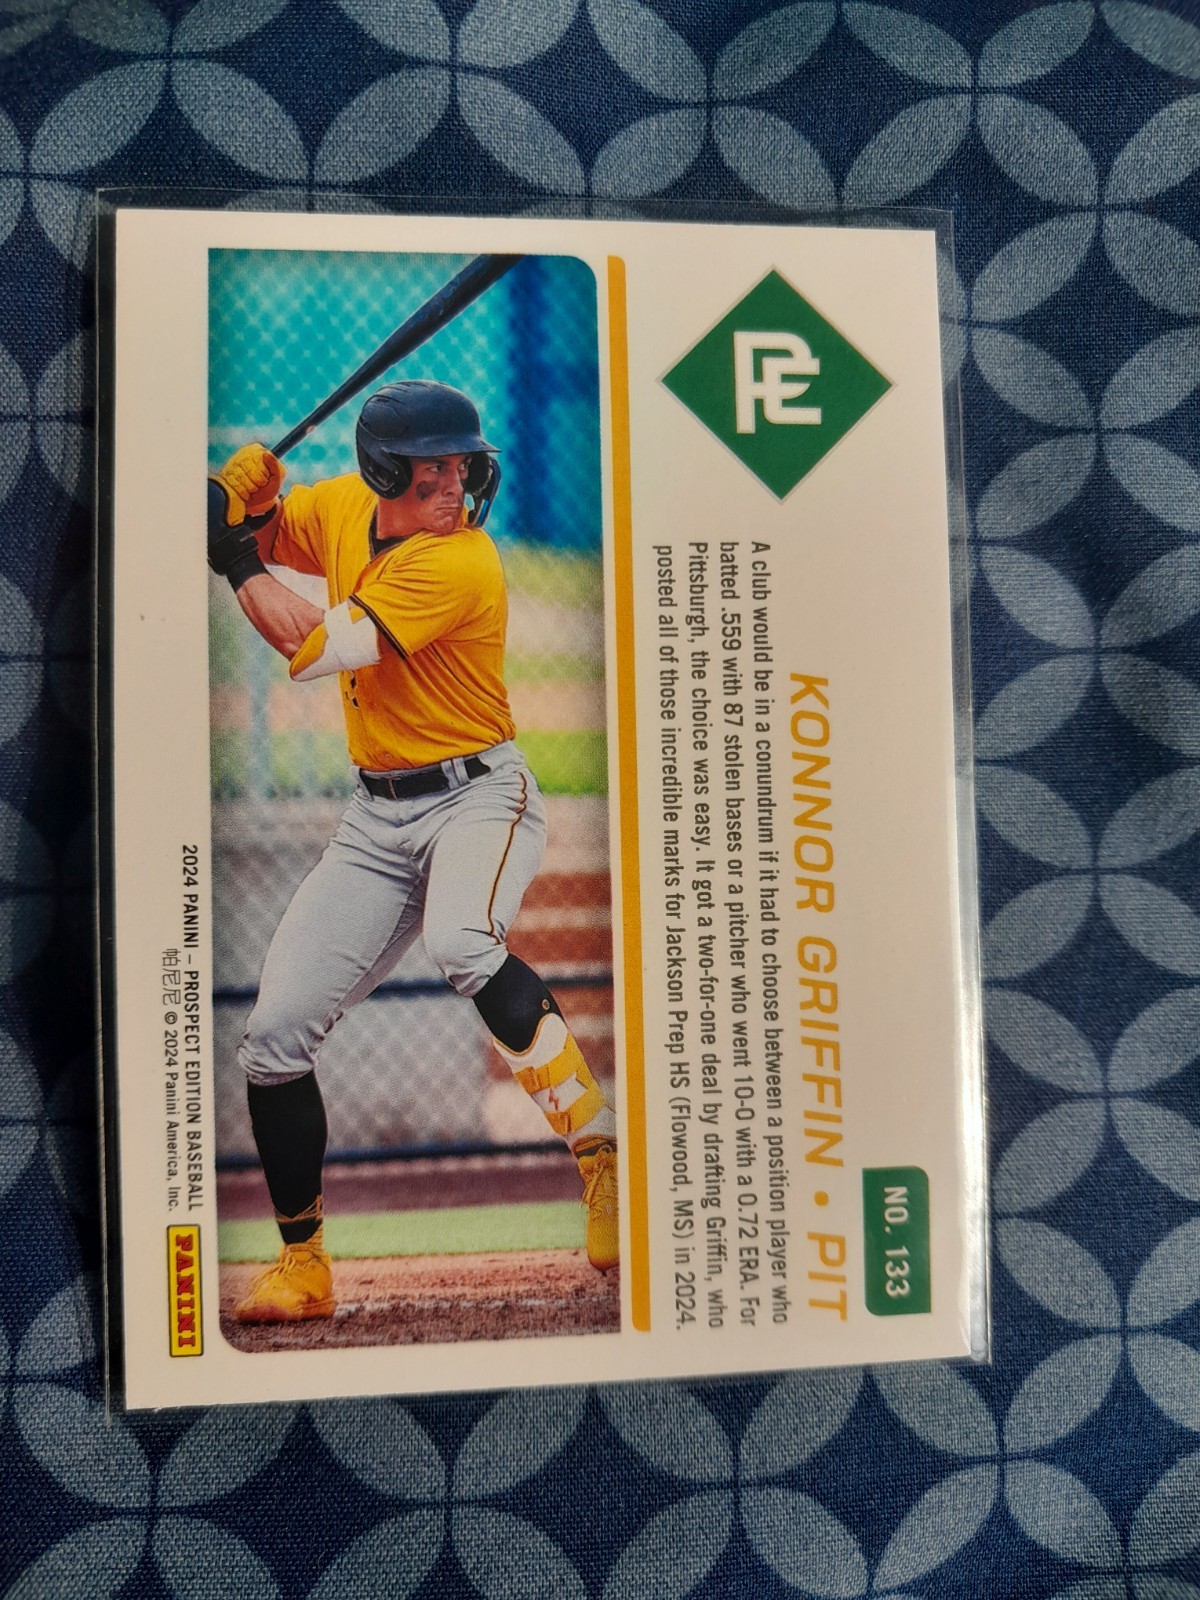 NO. 133
KONNOR GRIFFIN • PIT
A club would be in a conundrum if it had to choose between a position player who
batted .559 with 87 stolen bases or a pitcher who went 10-0 with a 0.72 ERA. For
Pittsburgh, the choice was easy. It got a two-for-one deal by drafting Griffin, who
posted all of those incredible marks for Jackson Prep HS (Flowood, MS) in 2024.
2024 PANINI – PROSPECT EDITION BASEBALL
帕尼尼 © 2024 Panini America, Inc.
PANINI